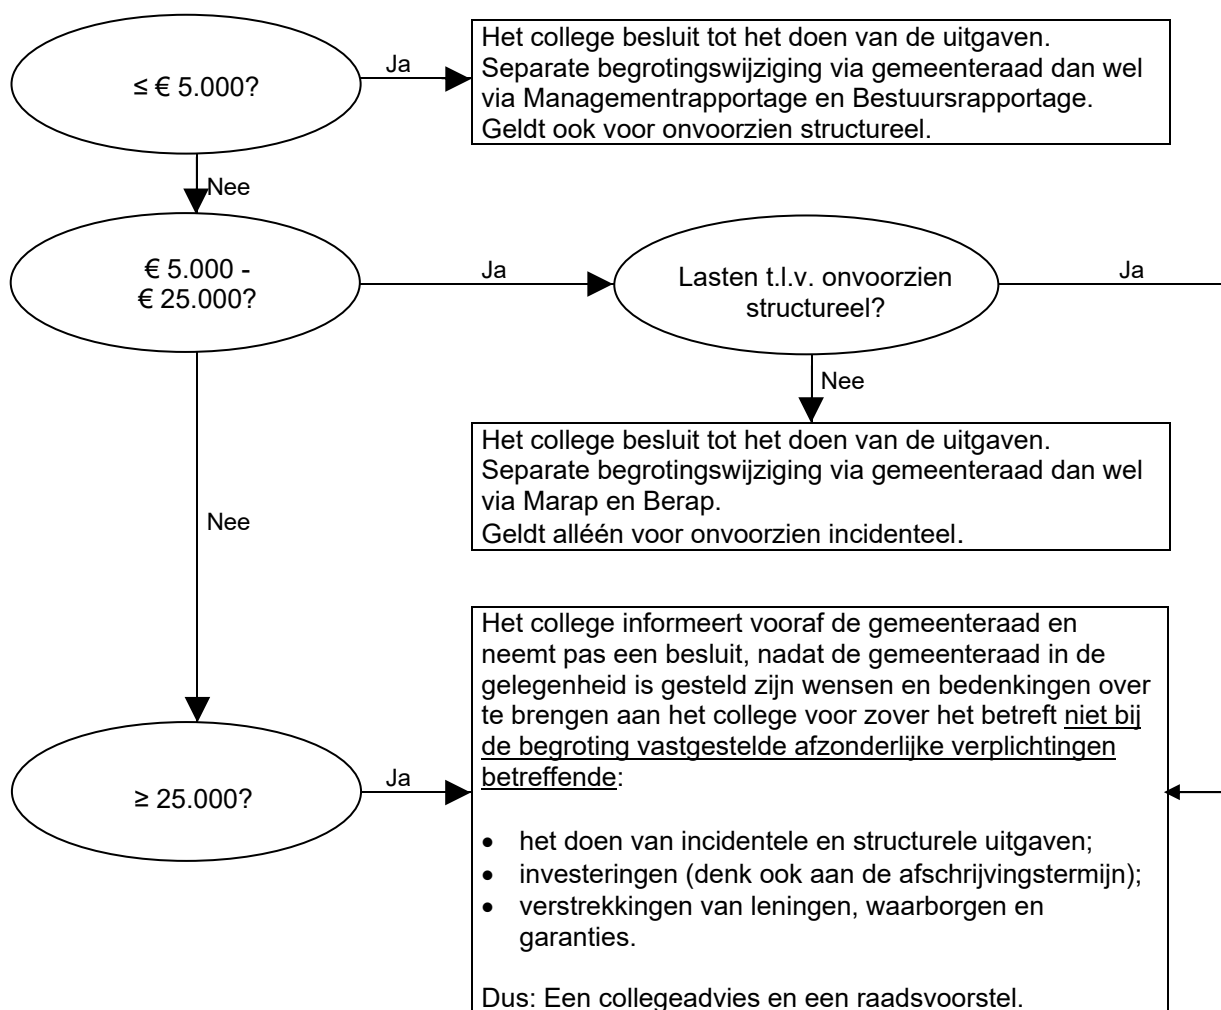 ≤ € 5.000?
Ja
Het college besluit tot het doen van de uitgaven.
Separate begrotingswijziging via gemeenteraad dan wel
via Managementrapportage en Bestuursrapportage.
Geldt ook voor onvoorzien structureel.
Nee
€ 5.000 -
€ 25.000?
Ja
Lasten t.l.v. onvoorzien
structureel?
Ja
Nee
Het college besluit tot het doen van de uitgaven.
Separate begrotingswijziging via gemeenteraad dan wel
via Marap en Berap.
Geldt alléén voor onvoorzien incidenteel.
Nee
≥ 25.000?
Ja
Het college informeert vooraf de gemeenteraad en
neemt pas een besluit, nadat de gemeenteraad in de
gelegenheid is gesteld zijn wensen en bedenkingen over
te brengen aan het college voor zover het betreft niet bij
de begroting vastgestelde afzonderlijke verplichtingen
betreffende:
• het doen van incidentele en structurele uitgaven;
• investeringen (denk ook aan de afschrijvingstermijn);
• verstrekkingen van leningen, waarborgen en
garanties.
Dus: Een collegeadvies en een raadsvoorstel.